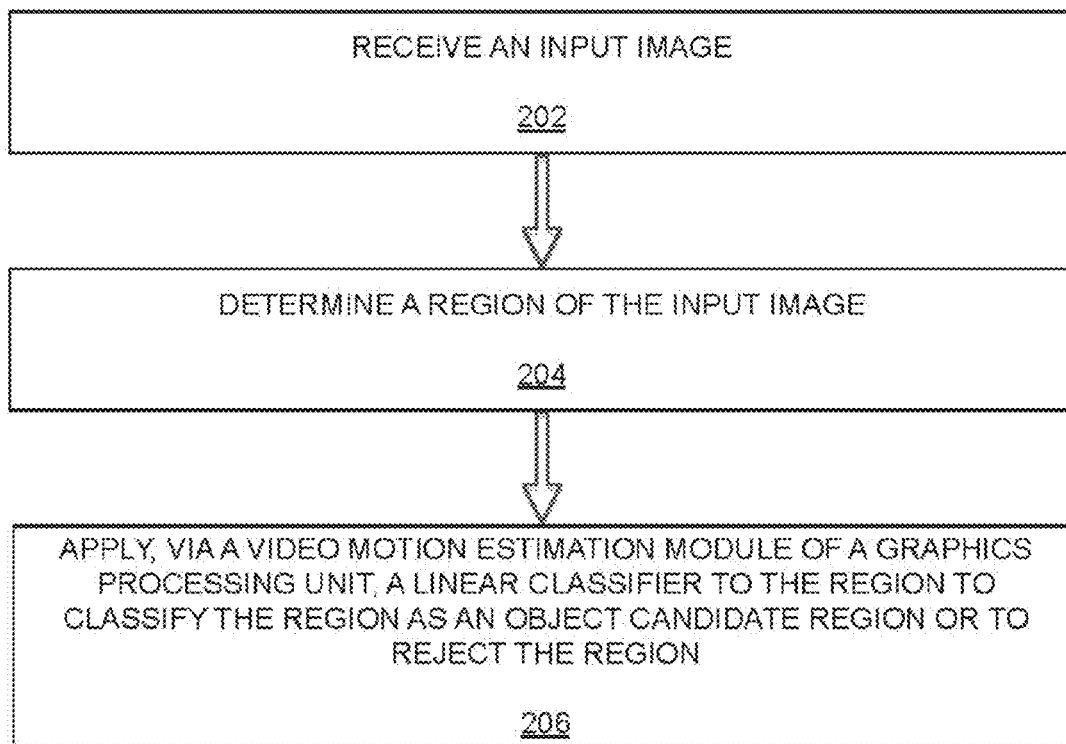 RECEIVE AN INPUT IMAGE
202
DETERMINE A REGION OF THE INPUT IMAGE
204
APPLY, VIA A VIDEO MOTION ESTIMATION MODULE OF A GRAPHICS
PROCESSING UNIT, A LINEAR CLASSIFIER TO THE REGION TO
CLASSIFY THE REGION AS AN OBJECT CANDIDATE REGION OR TO
REJECT THE REGION
206